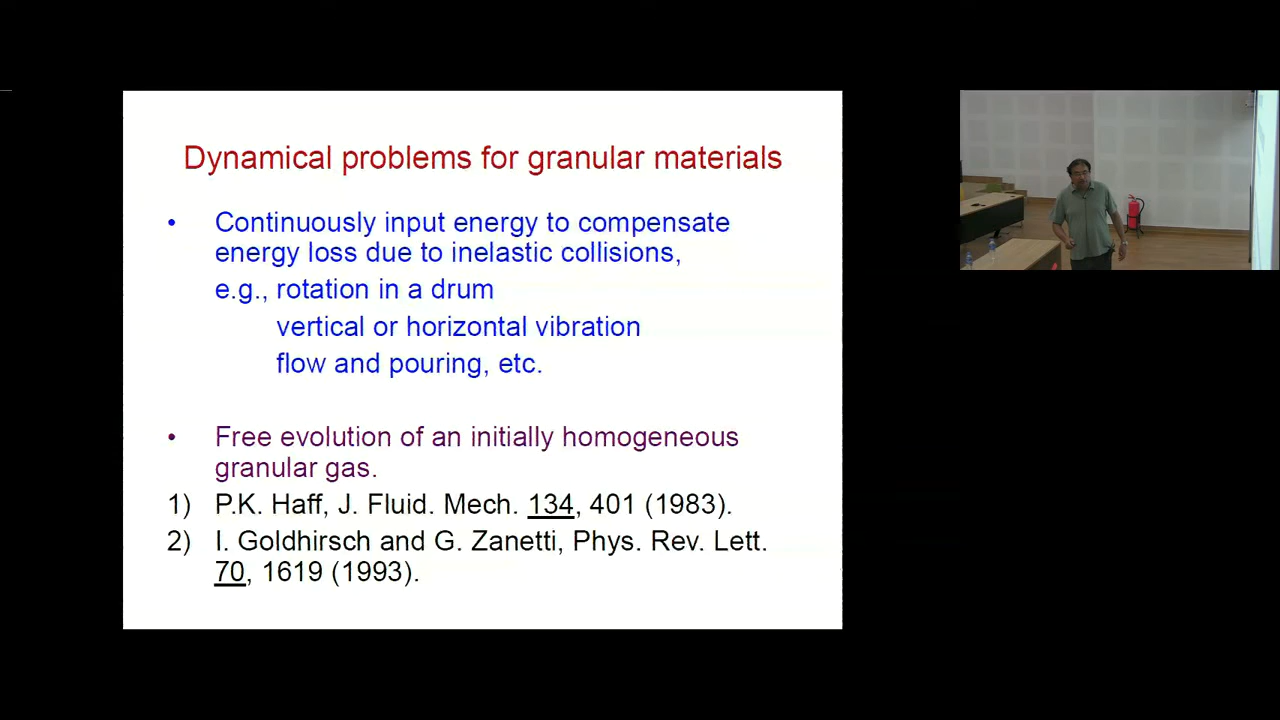 Dynamical problems for granular materials
• Continuously input energy to compensate
energy loss due to inelastic collisions,
e.g., rotation in a drum
vertical or horizontal vibration
flow and pouring, etc.
• Free evolution of an initially homogeneous
granular gas.
1) P.K. Haff, J. Fluid. Mech. 134, 401 (1983).
2) I. Goldhirsch and G. Zanetti, Phys. Rev. Lett.
70, 1619 (1993).